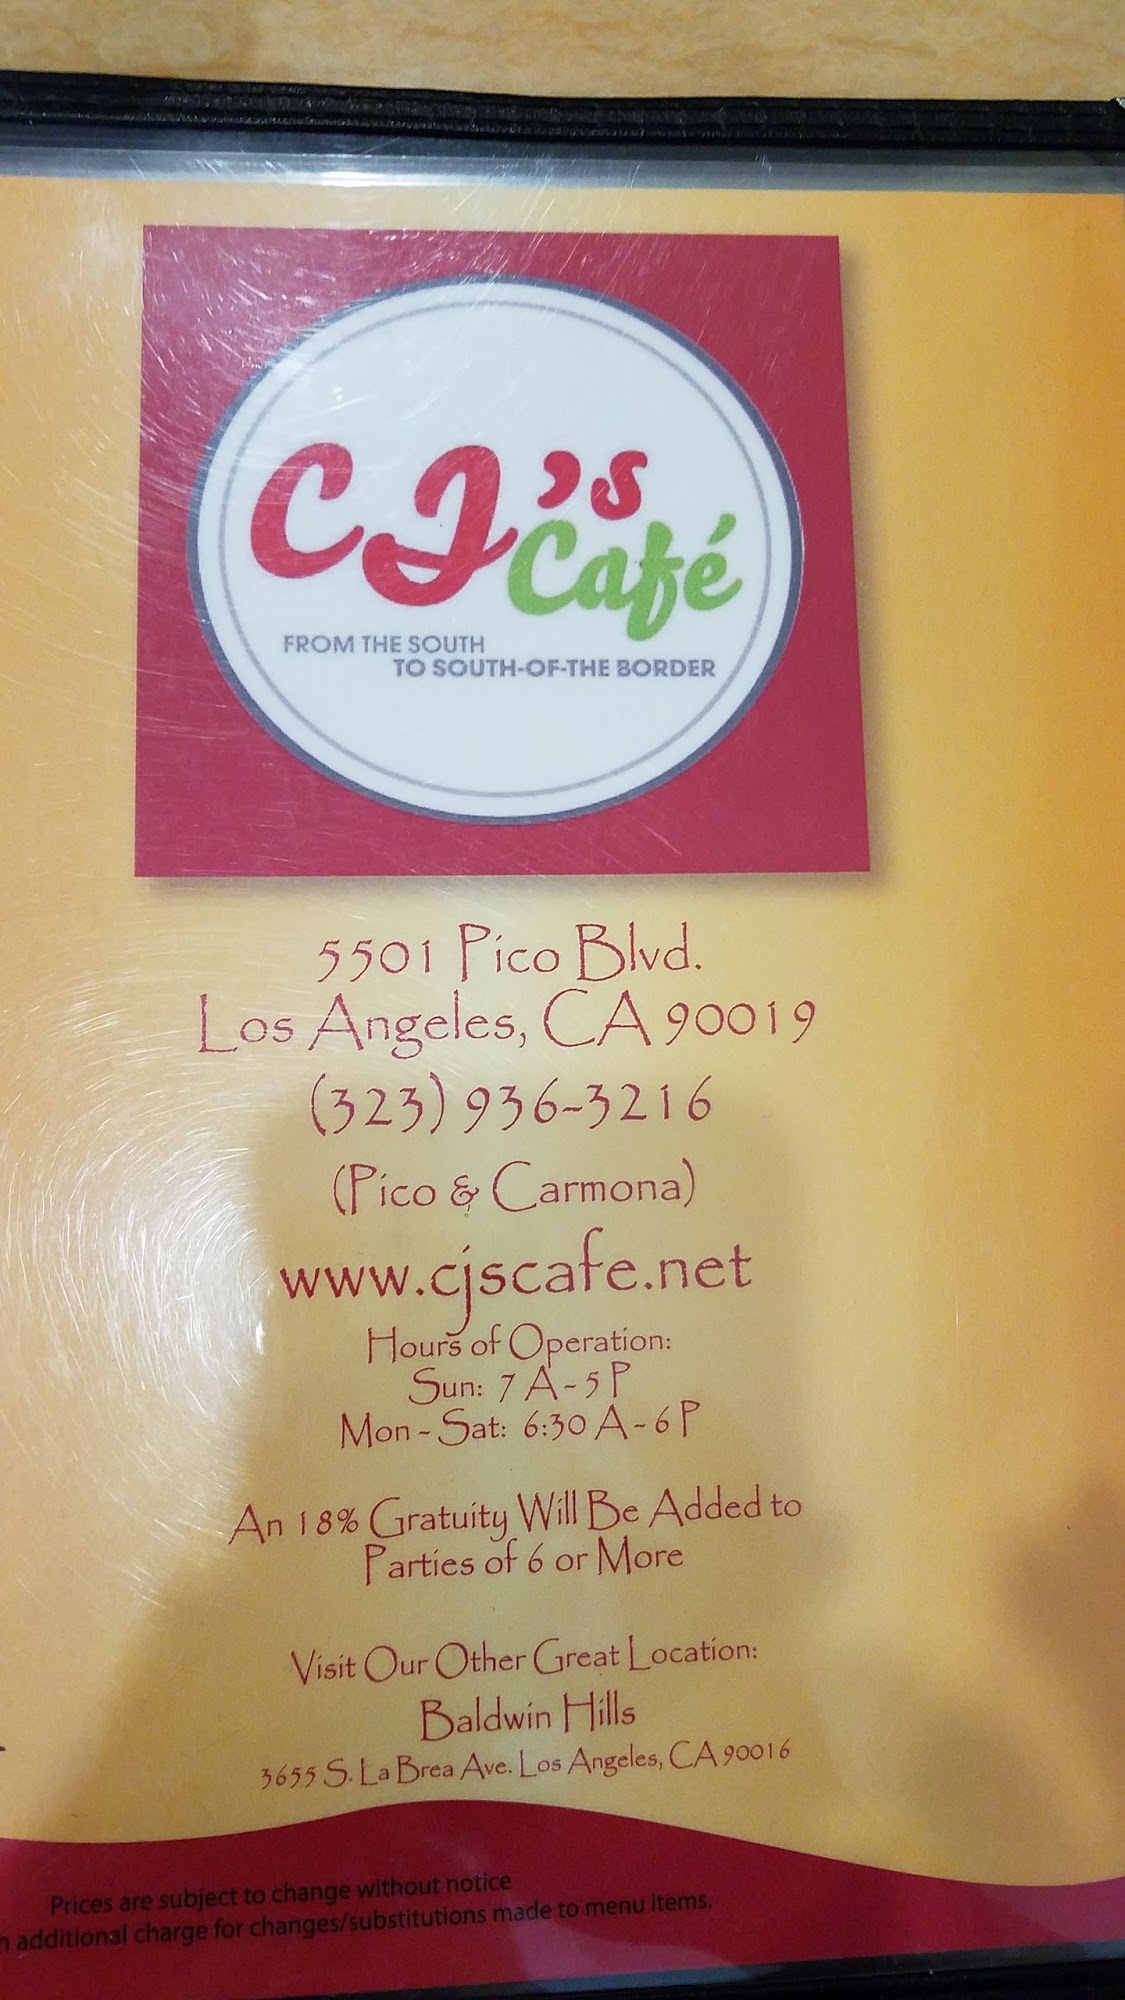 CJ's
Café
FROM THE SOUTH
TO SOUTH-OF-THE BORDER
5501 Pico Blvd.
Los Angeles, CA 90019
(323) 936-3216
(Pico & Carmona)
www.cjscafe.net
Hours of Operation:
Sun: 7 A - 5 P
Mon - Sat: 6:30 A - 6 P
An 18% Gratuity Will Be Added to
Parties of 6 or More
Visit Our Other Great Location:
Baldwin Hills
3655 S. La Brea Ave. Los Angeles, CA 90016
Prices are subject to change without notice
additional charge for changes/substitutions made to menu items.